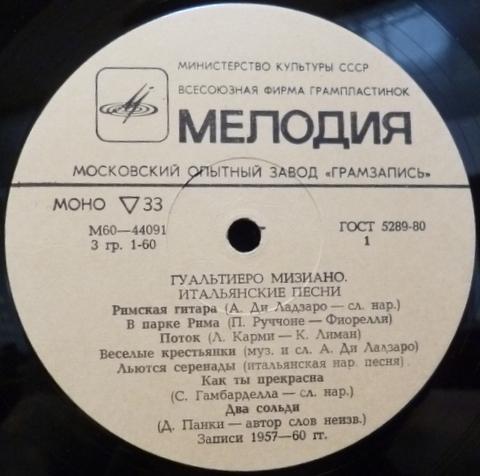 МИНИСТЕРСТВО КУЛЬТУРЫ СССР
ВСЕСОЮЗНАЯ ФИРМА ГРАМПЛАСТИНОК
МЕЛОДИЯ
МОСКОВСКИЙ ОПЫТНЫЙ ЗАВОД «ГРАМЗАПИСЬ»
МОНО ▽33
М60—44091 ГОСТ 5289-80
3 гр. 1-60 1
ГУАЛЬТИЕРО МИЗИАНО.
ИТАЛЬЯНСКИЕ ПЕСНИ
Римская гитара (А. Ди Ладзаро — сл. нар.)
В парке Рима (П. Руччоне — Фиорелли)
Поток (Л. Карми — К. Лиман)
Веселые крестьянки (муз. и сл. А. Ди Ладзаро)
Льются серенады (итальянская нар. песня)
Как ты прекрасна
(С. Гамбарделла — сл. нар.)
Два сольди
(Д. Панки — автор слов неизв.)
Записи 1957—60 гг.